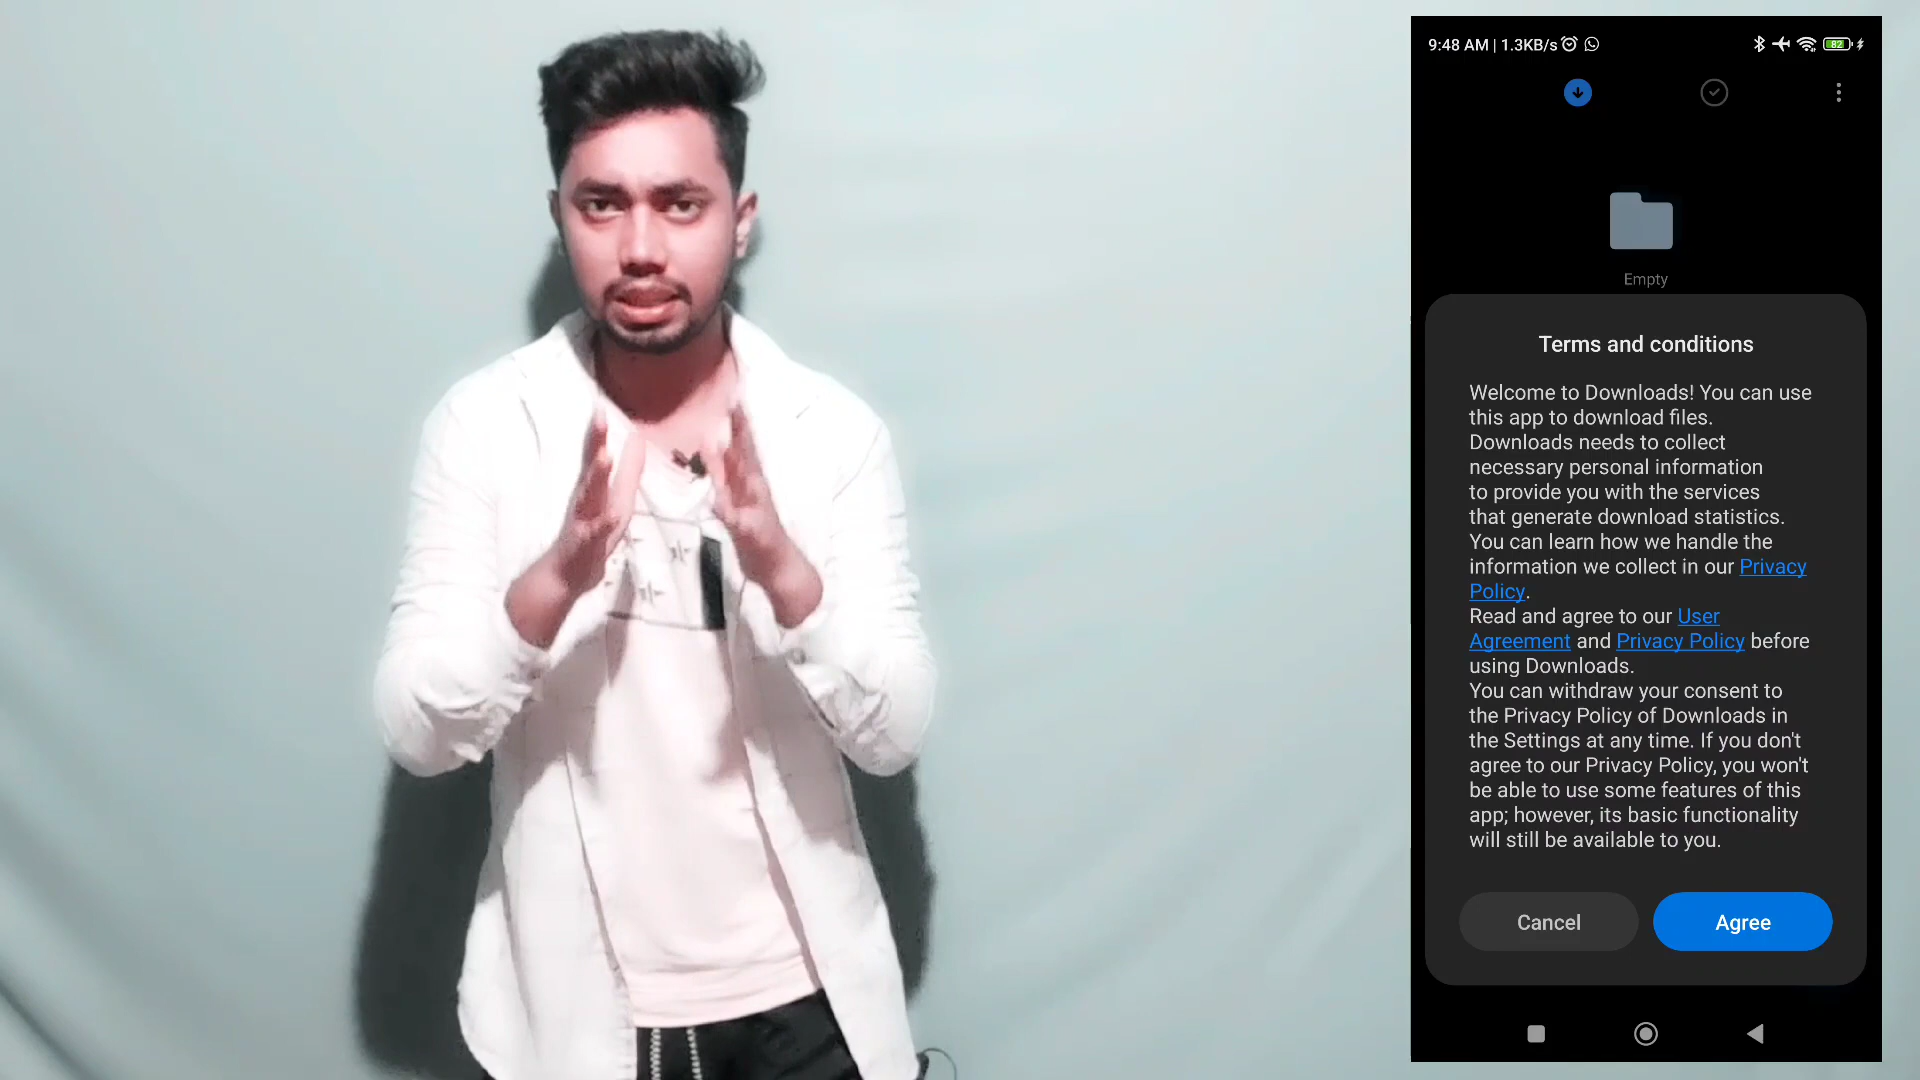 9:48 AM | 1.3KB/s
82
Empty
Terms and conditions
Welcome to Downloads! You can use
this app to download files.
Downloads needs to collect
necessary personal information
to provide you with the services
that generate download statistics.
You can learn how we handle the
information we collect in our Privacy
Policy.
Read and agree to our User
Agreement and Privacy Policy before
using Downloads.
You can withdraw your consent to
the Privacy Policy of Downloads in
the Settings at any time. If you don't
agree to our Privacy Policy, you won't
be able to use some features of this
app; however, its basic functionality
will still be available to you.
Cancel
Agree